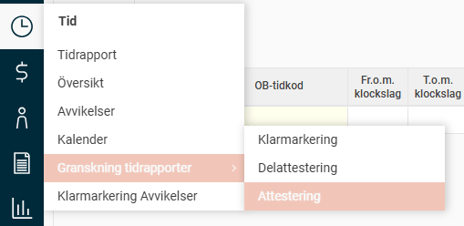 Tid
Tidrapport
Översikt
Avvikelser
Kalender
Granskning tidrapporter
Klarmarkering Avvikelser
OB-tidkod
Fr.o.m.
klockslag
T.o.m.
klockslag
Klarmarkering
Delattestering
Attestering